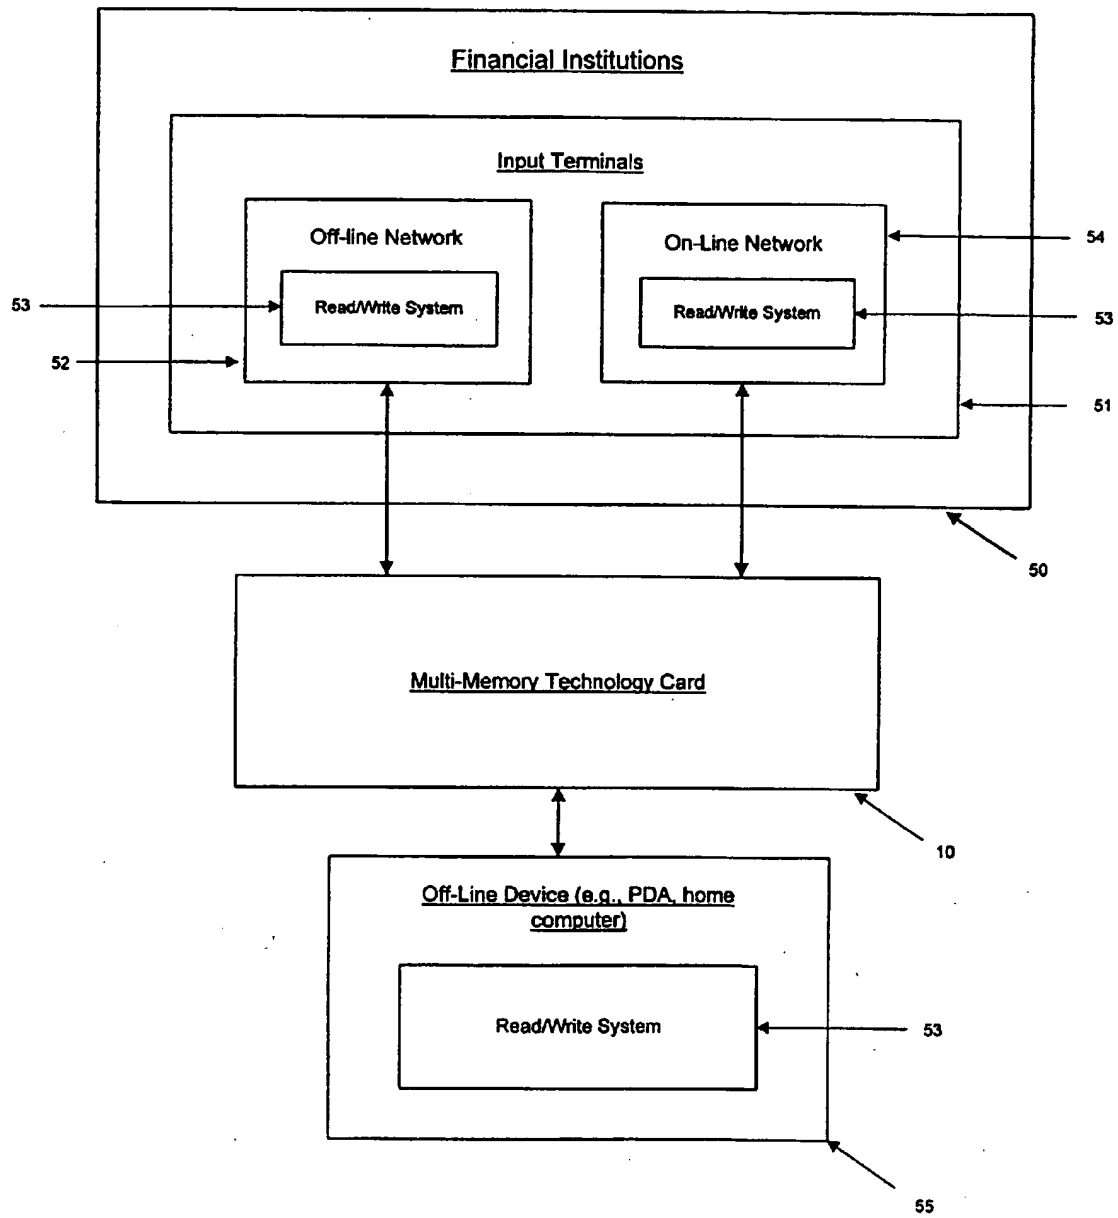 Financial Institutions
Input Terminals
Off-line Network
On-Line Network
54
53
Read/Write System
Read/Write System
53
52
51
50
Multi-Memory Technology Card
10
Off-Line Device (e.g., PDA, home
computer)
Read/Write System
53
55